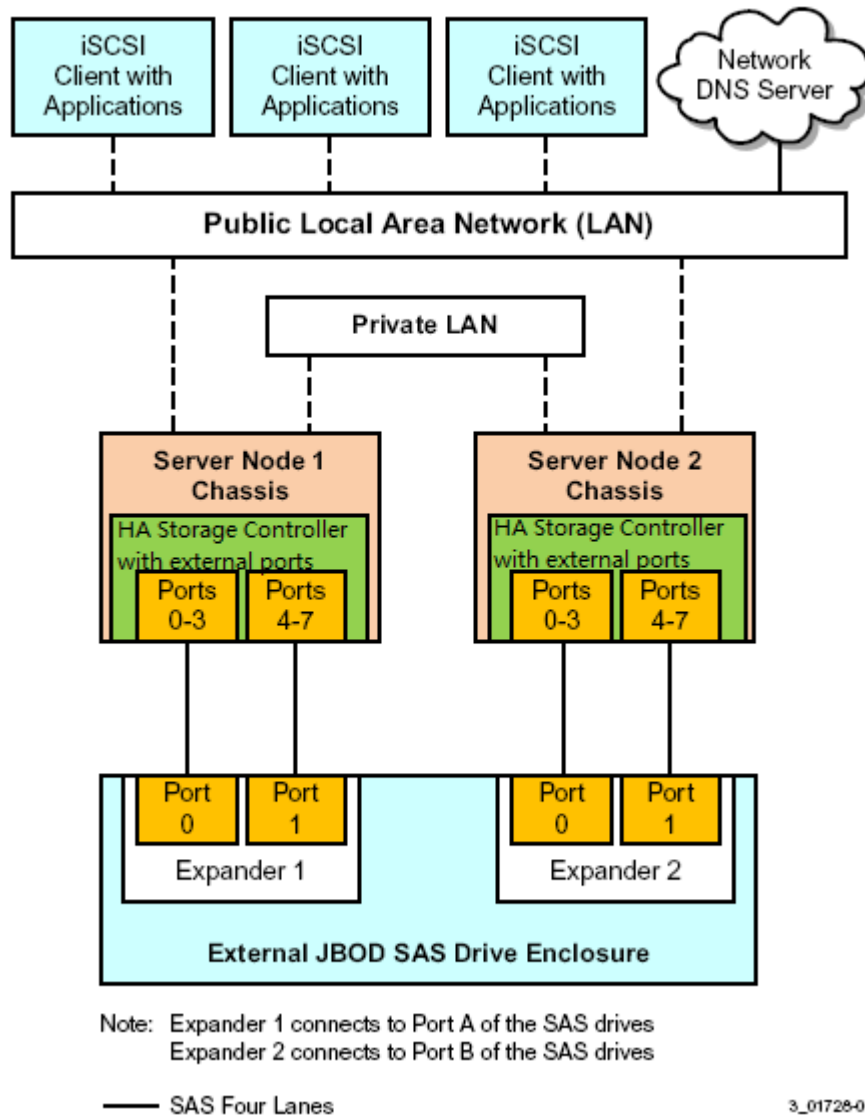 iSCSI
Client with
Applications
iSCSI
Client with
Applications
iSCSI
Client with
Applications
Network
DNS Server
Public Local Area Network (LAN)
Private LAN
Server Node 1
Chassis
HA Storage Controller
with external ports
Ports
0-3
Ports
4-7
Server Node 2
Chassis
HA Storage Controller
with external ports
Ports
0-3
Ports
4-7
Port
0
Port
1
Expander 1
Port
0
Port
1
Expander 2
External JBOD SAS Drive Enclosure
Note: Expander 1 connects to Port A of the SAS drives
Expander 2 connects to Port B of the SAS drives
SAS Four Lanes
3_01728-0